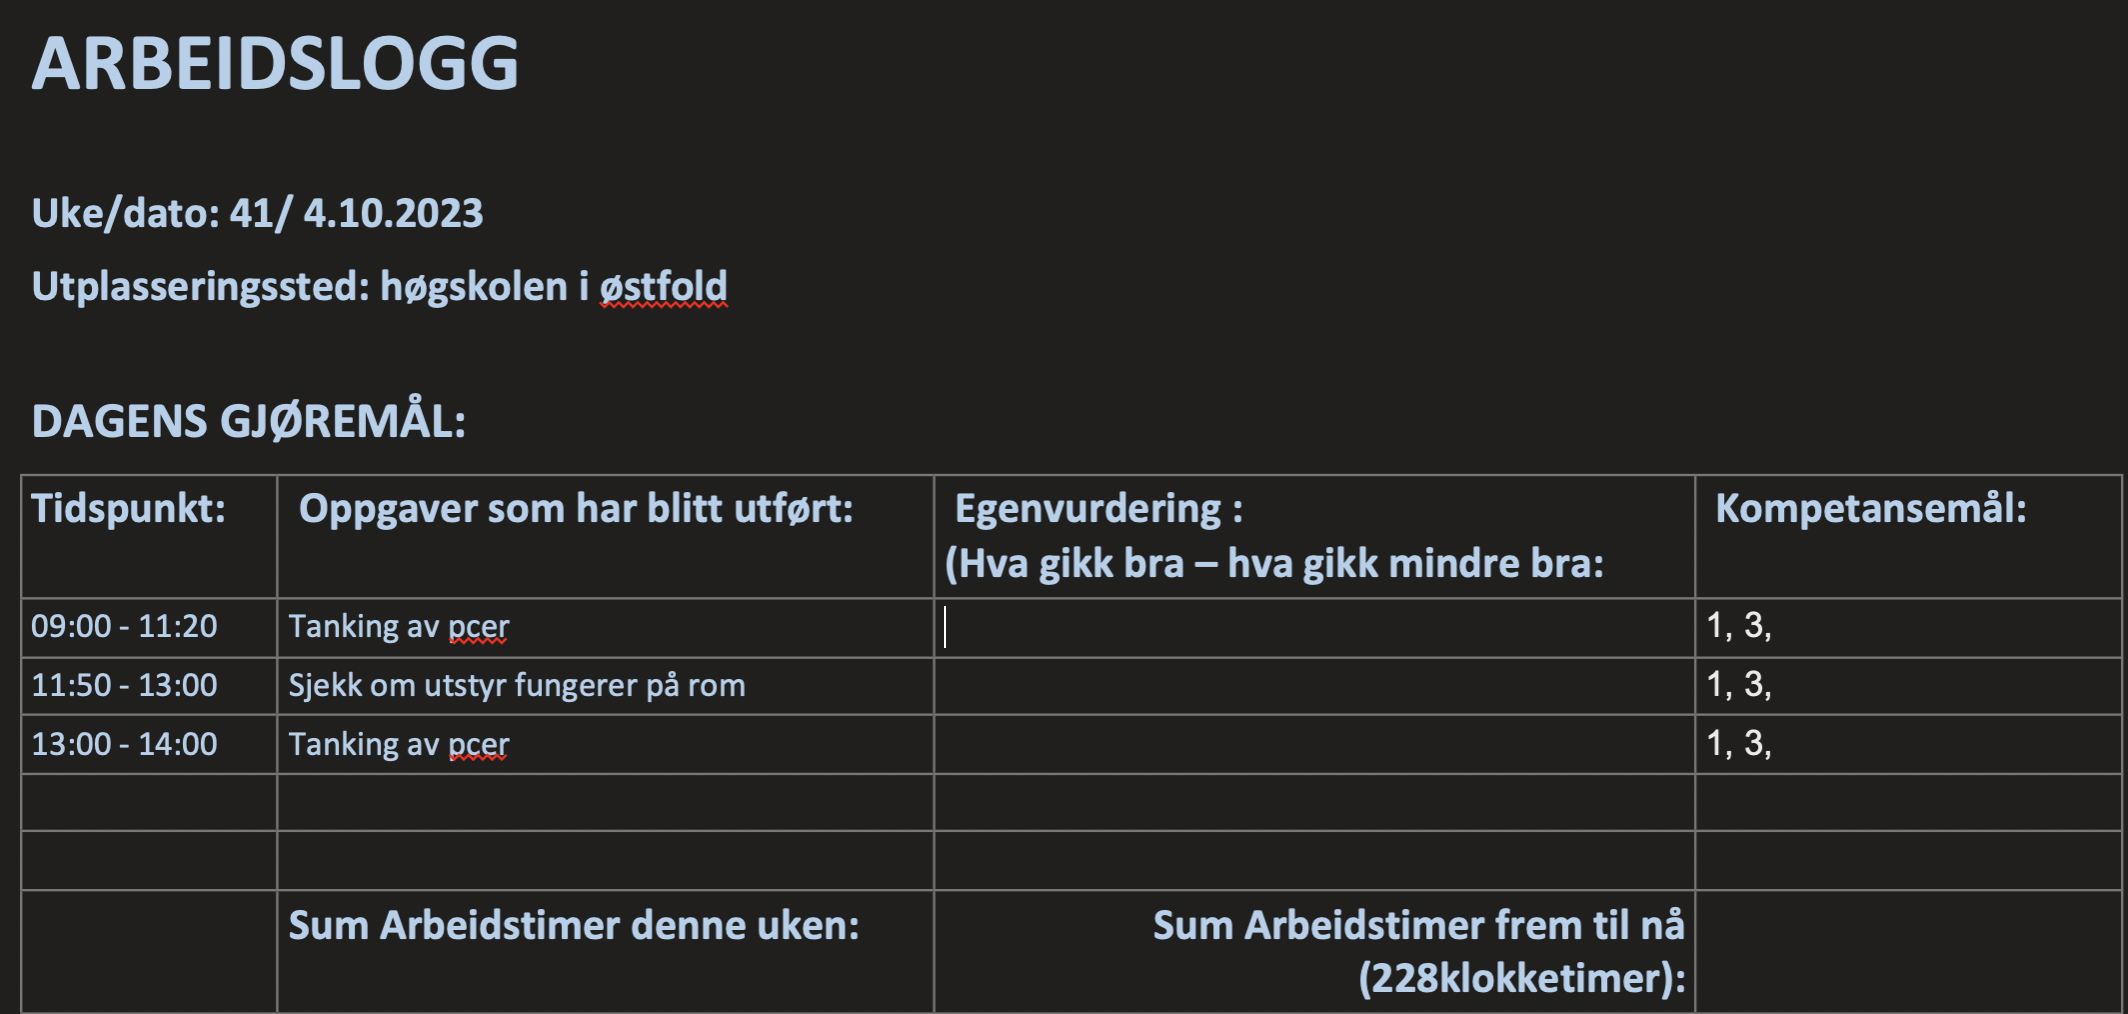 ARBEIDSLOGG
Uke/dato: 41/ 4.10.2023
Utplasseringssted: høgskolen i østfold
DAGENS GJØREMÅL:
Tidspunkt: Oppgaver som har blitt utført: Egenvurdering : Kompetansemål:
(Hva gikk bra – hva gikk mindre bra:
09:00 - 11:20 Tanking av pcer 1, 3,
11:50 - 13:00 Sjekk om utstyr fungerer på rom 1, 3,
13:00 - 14:00 Tanking av pcer 1, 3,
Sum Arbeidstimer denne uken: Sum Arbeidstimer frem til nå
(228klokketimer):